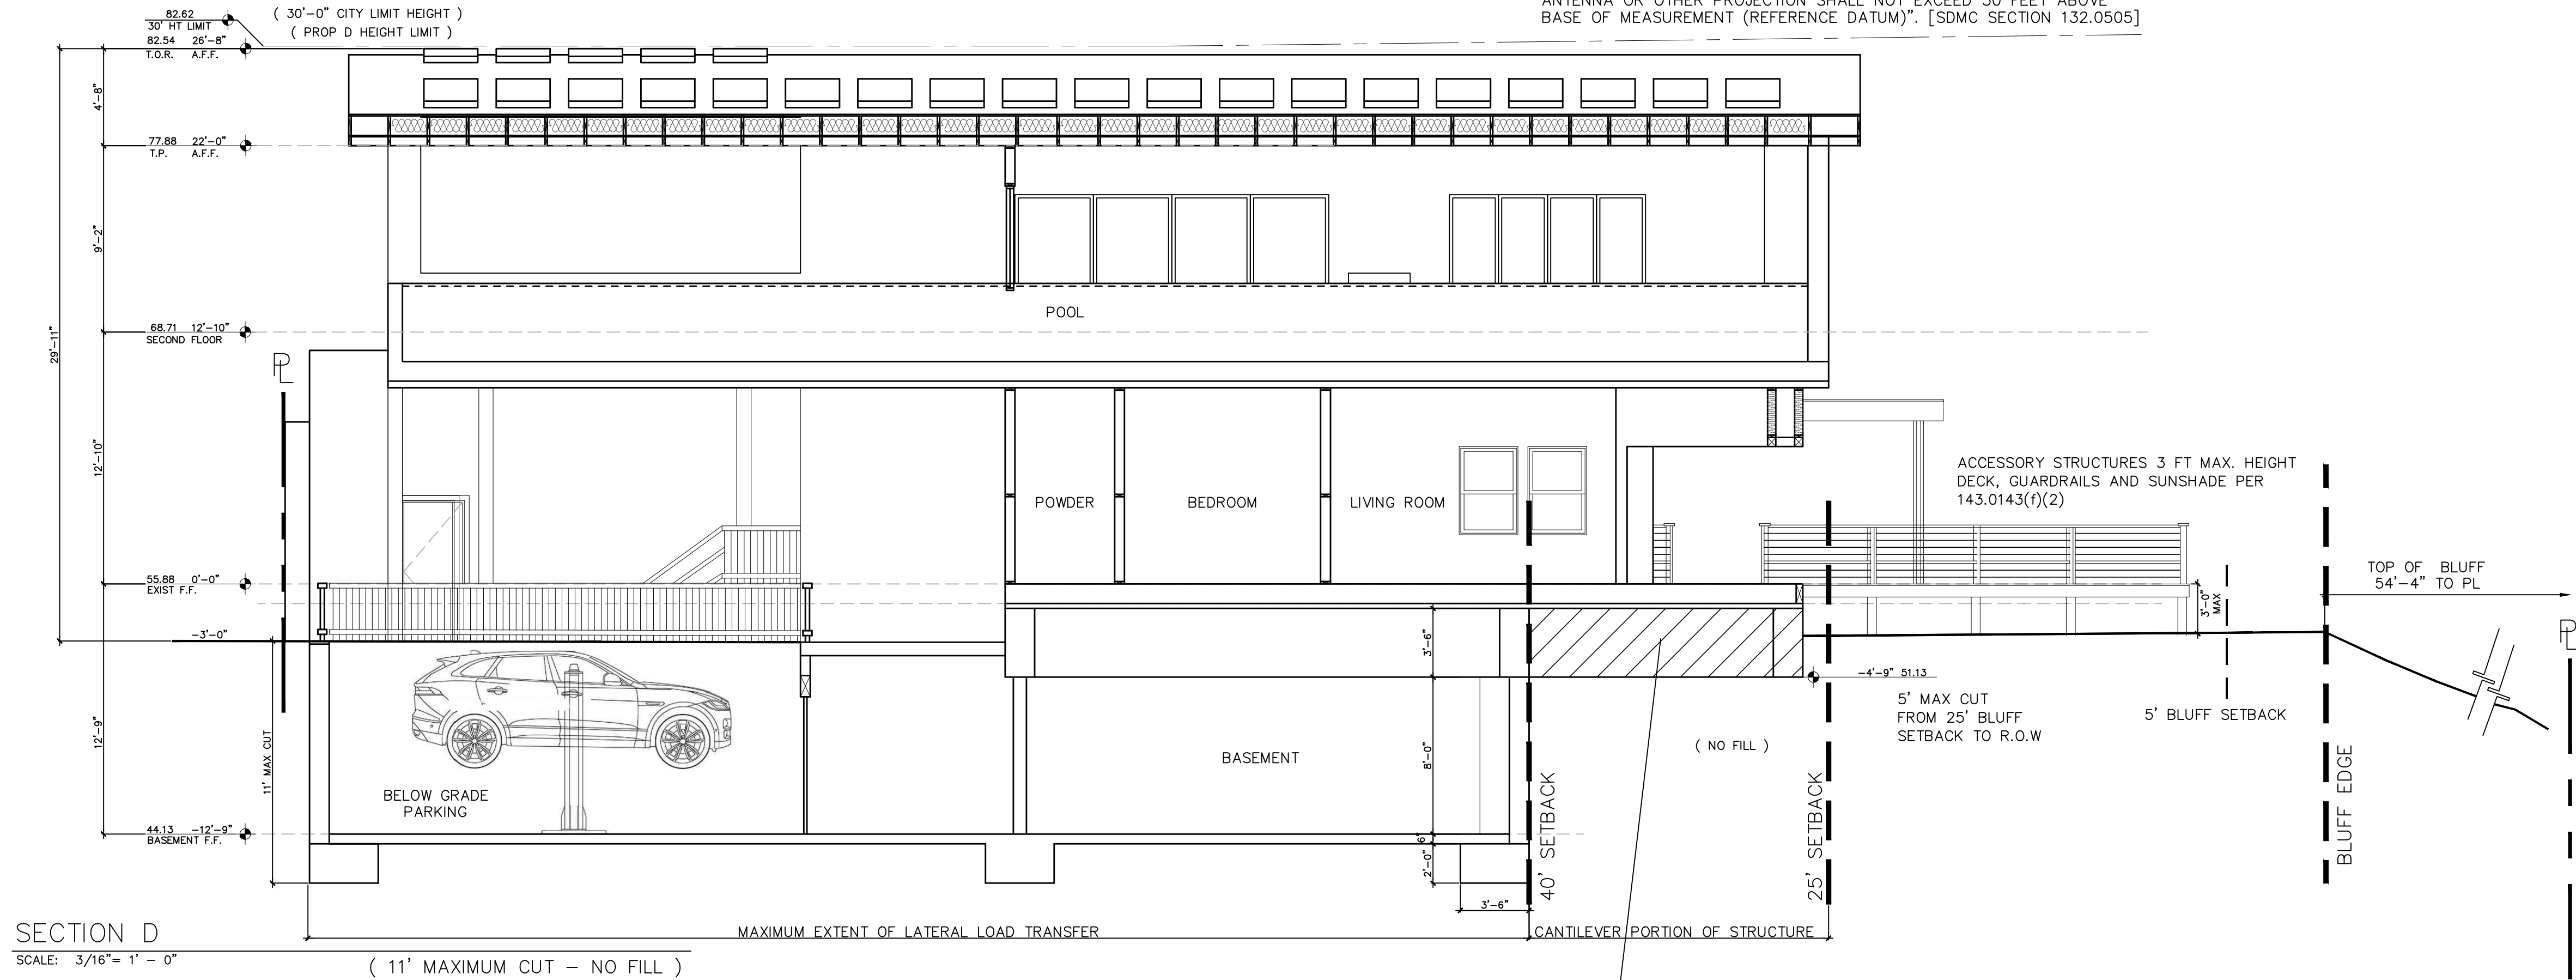 82.62
30' HT LIMIT
( 30'-0" CITY LIMIT HEIGHT )
( PROP D HEIGHT LIMIT )
ANTENNA OR OTHER PROJECTION SHALL NOT EXCEED 30 FEET ABOVE
BASE OF MEASUREMENT (REFERENCE DATUM)". [SDMC SECTION 132.0505]
82.54 26'-8"
T.O.R. A.F.F.
4'-8"
77.88 22'-0"
T.P. A.F.F.
9'-2"
29'-11"
POOL
68.71 12'-10"
SECOND FLOOR
PL
12'-10"
ACCESSORY STRUCTURES 3 FT MAX. HEIGHT
DECK, GUARDRAILS AND SUNSHADE PER
143.0143(f)(2)
POWDER
BEDROOM
LIVING ROOM
TOP OF BLUFF
54'-4" TO PL
55.88 0'-0"
EXIST F.F.
3'-0"
MAX
PL
-3'-0"
3'-6"
-4'-9" 51.13
5' MAX CUT
FROM 25' BLUFF
SETBACK TO R.O.W
5' BLUFF SETBACK
12'-9"
11' MAX CUT
( NO FILL )
BASEMENT
8'-0"
BELOW GRADE
PARKING
40' SETBACK
25' SETBACK
BLUFF EDGE
44.13 -12'-9"
BASEMENT F.F.
6"
2'-0"
3'-6"
MAXIMUM EXTENT OF LATERAL LOAD TRANSFER
CANTILEVER PORTION OF STRUCTURE
SECTION D
SCALE: 3/16"= 1' - 0"
( 11' MAXIMUM CUT - NO FILL )